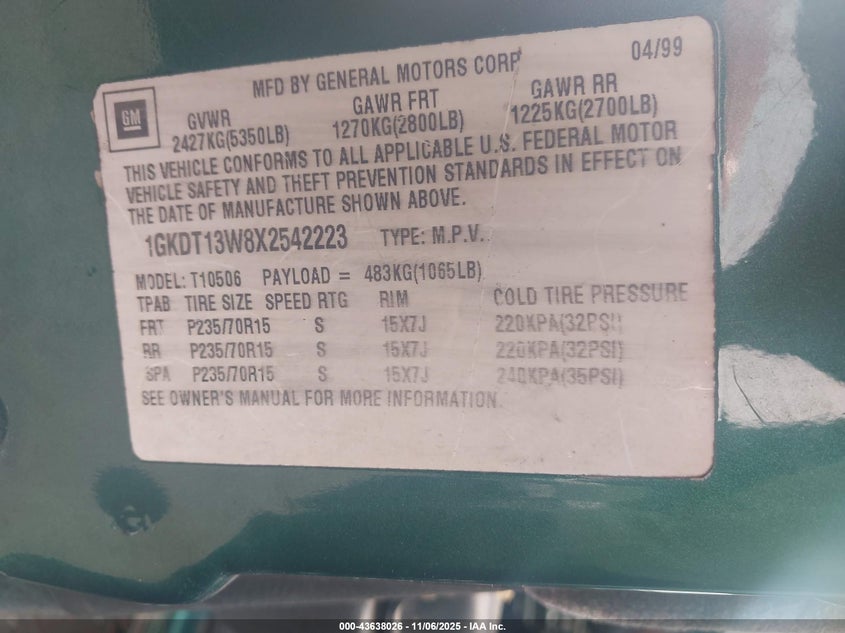 MFD BY GENERAL MOTORS CORP 04/99
GM
GVWR GAWR FRT GAWR RR
2427KG(5350LB) 1270KG(2800LB) 1225KG(2700LB)
THIS VEHICLE CONFORMS TO ALL APPLICABLE U.S. FEDERAL MOTOR
VEHICLE SAFETY AND THEFT PREVENTION STANDARDS IN EFFECT ON
THE DATE OF MANUFACTURE SHOWN ABOVE.
1GKDT13W8X2542223 TYPE: M.P.V.
MODEL: T10506 PAYLOAD = 483KG(1065LB)
TPAB TIRE SIZE SPEED RTG RIM COLD TIRE PRESSURE
FRT P235/70R15 S 15X7J 220KPA(32PSI)
RR P235/70R15 S 15X7J 220KPA(32PSI)
SPA P235/70R15 S 15X7J 240KPA(35PSI)
SEE OWNER'S MANUAL FOR MORE INFORMATION.
000-43638026 - 11/06/2025 - IAA Inc.